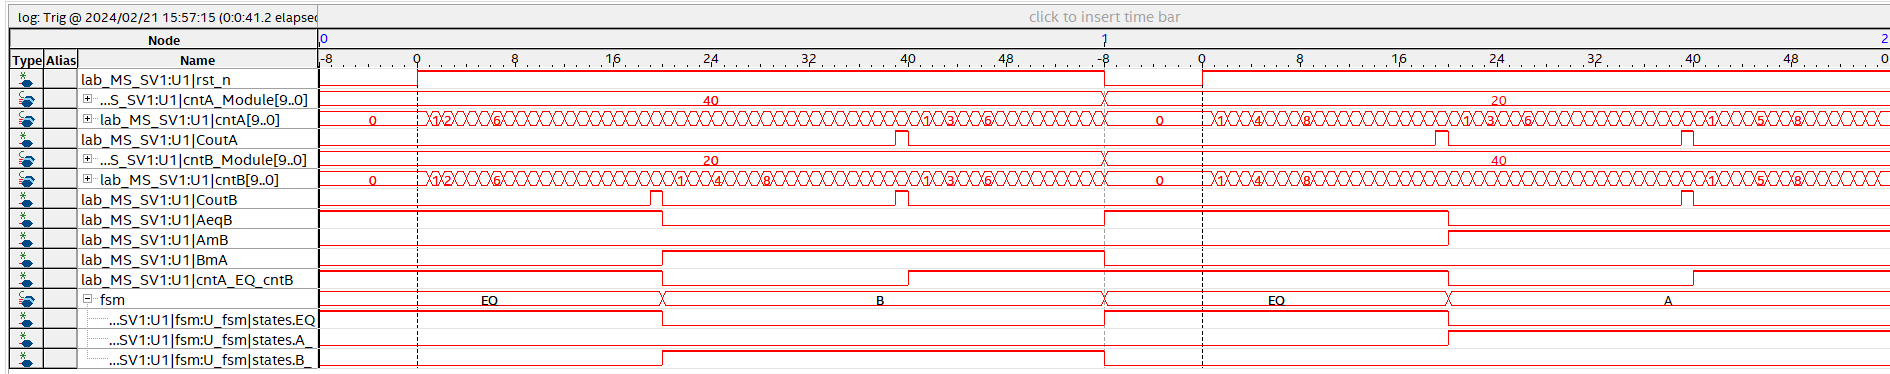 log: Trig @ 2024/02/21 15:57:15 (0:0:41.2 elapsed click to insert time bar
Node 0 1 2
Type Alias Name -8 0 8 16 24 32 40 48 -8 0 8 16 24 32 40 48 0
lab_MS_SV1:U1|rst_n
...S_SV1:U1|cntA_Module[9..0] 40 20
lab_MS_SV1:U1|cntA[9..0] 0 1 2 6 1 3 6 0 1 4 8 1 3 6 1 5 8
lab_MS_SV1:U1|CoutA
...S_SV1:U1|cntB_Module[9..0] 20 40
lab_MS_SV1:U1|cntB[9..0] 0 1 2 6 1 4 8 1 3 6 0 1 4 8 1 5 8
lab_MS_SV1:U1|CoutB
lab_MS_SV1:U1|AeqB
lab_MS_SV1:U1|AmB
lab_MS_SV1:U1|BmA
lab_MS_SV1:U1|cntA_EQ_cntB
fsm EQ B EQ A
...SV1:U1|fsm:U_fsm|states.EQ
...SV1:U1|fsm:U_fsm|states.A_
...SV1:U1|fsm:U_fsm|states.B_